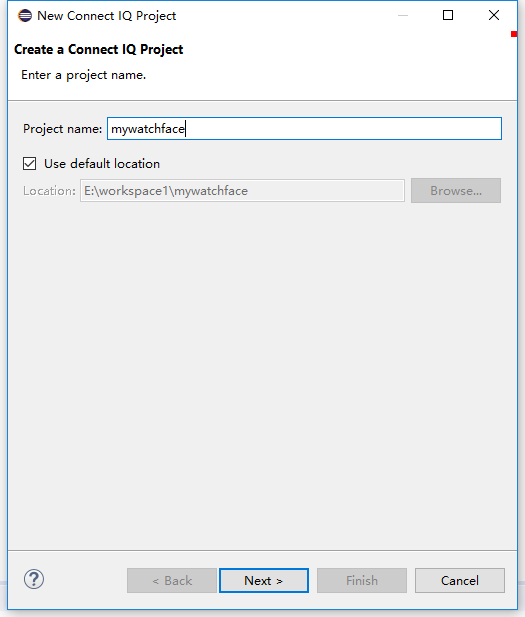 New Connect IQ Project
Create a Connect IQ Project
Enter a project name.
Project name: mywatchface
Use default location
Location: E:\workspace1\mywatchface Browse...
? < Back Next > Finish Cancel